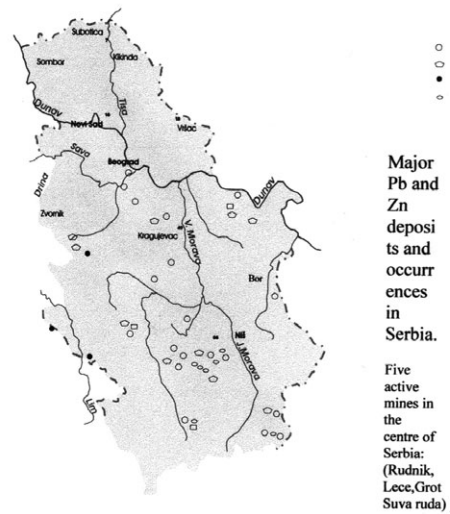 Subotica
Kikinda
Sombor
Tisa
Dunav
Novi Sad
Vršac
Sava
Beograd
Drina
Dunav
Zvornik
Kragujevac
V. Morava
Bor
Niš
J. Morava
Lim
Major
Pb and
Zn
deposi
ts and
occurr
ences
in
Serbia.
Five
active
mines in
the
centre of
Serbia:
(Rudnik,
Lece,Grot
Suva ruda)